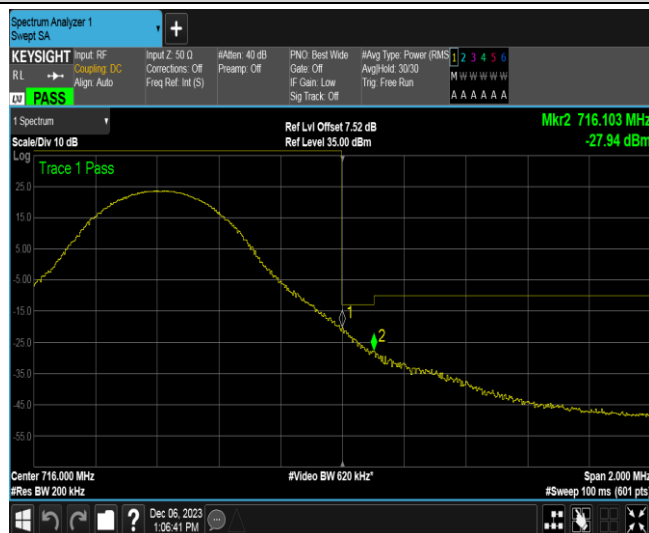 Spectrum Analyzer 1
Swept SA
+
KEYSIGHT Input: RF Input Z: 50 Ω #Atten: 40 dB PNO: Best Wide #Avg Type: Power (RMS 1 2 3 4 5 6
RL Coupling: DC Corrections: Off Preamp: Off Gate: Off Avg|Hold: 30/30 M W W W W W
Align: Auto Freq Ref: Int (S) IF Gain: Low Trig: Free Run
LXI PASS Sig Track: Off A A A A A A
1 Spectrum Ref Lvl Offset 7.52 dB Mkr2 716.103 MHz
Scale/Div 10 dB Ref Level 35.00 dBm -27.94 dBm
Log
Trace 1 Pass
25.0
15.0
5.00
-5.00
-15.0
1
-25.0
2
-35.0
-45.0
-55.0
Center 716.000 MHz #Video BW 620 kHz* Span 2.000 MHz
#Res BW 200 kHz #Sweep 100 ms (601 pts)
? Dec 06, 2023
1:06:41 PM